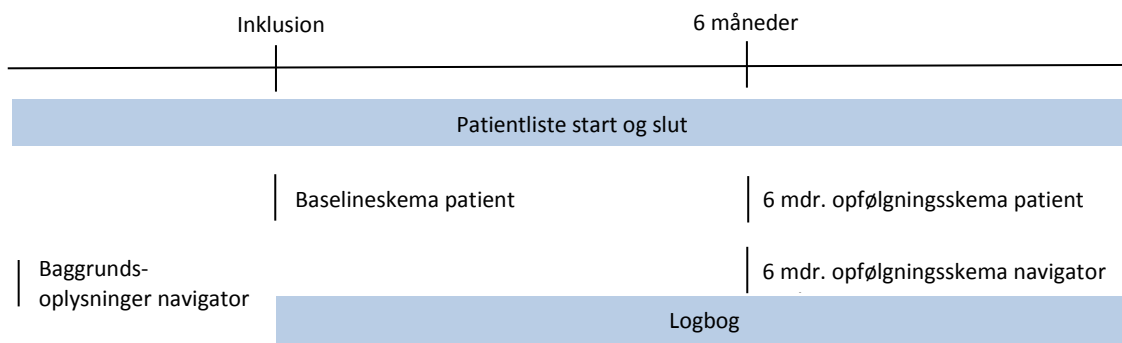 Inklusion
6 måneder
Patientliste start og slut
Baselineskema patient
6 mdr. opfølgningsskema patient
Baggrunds-
oplysninger navigator
6 mdr. opfølgningsskema navigator
Logbog